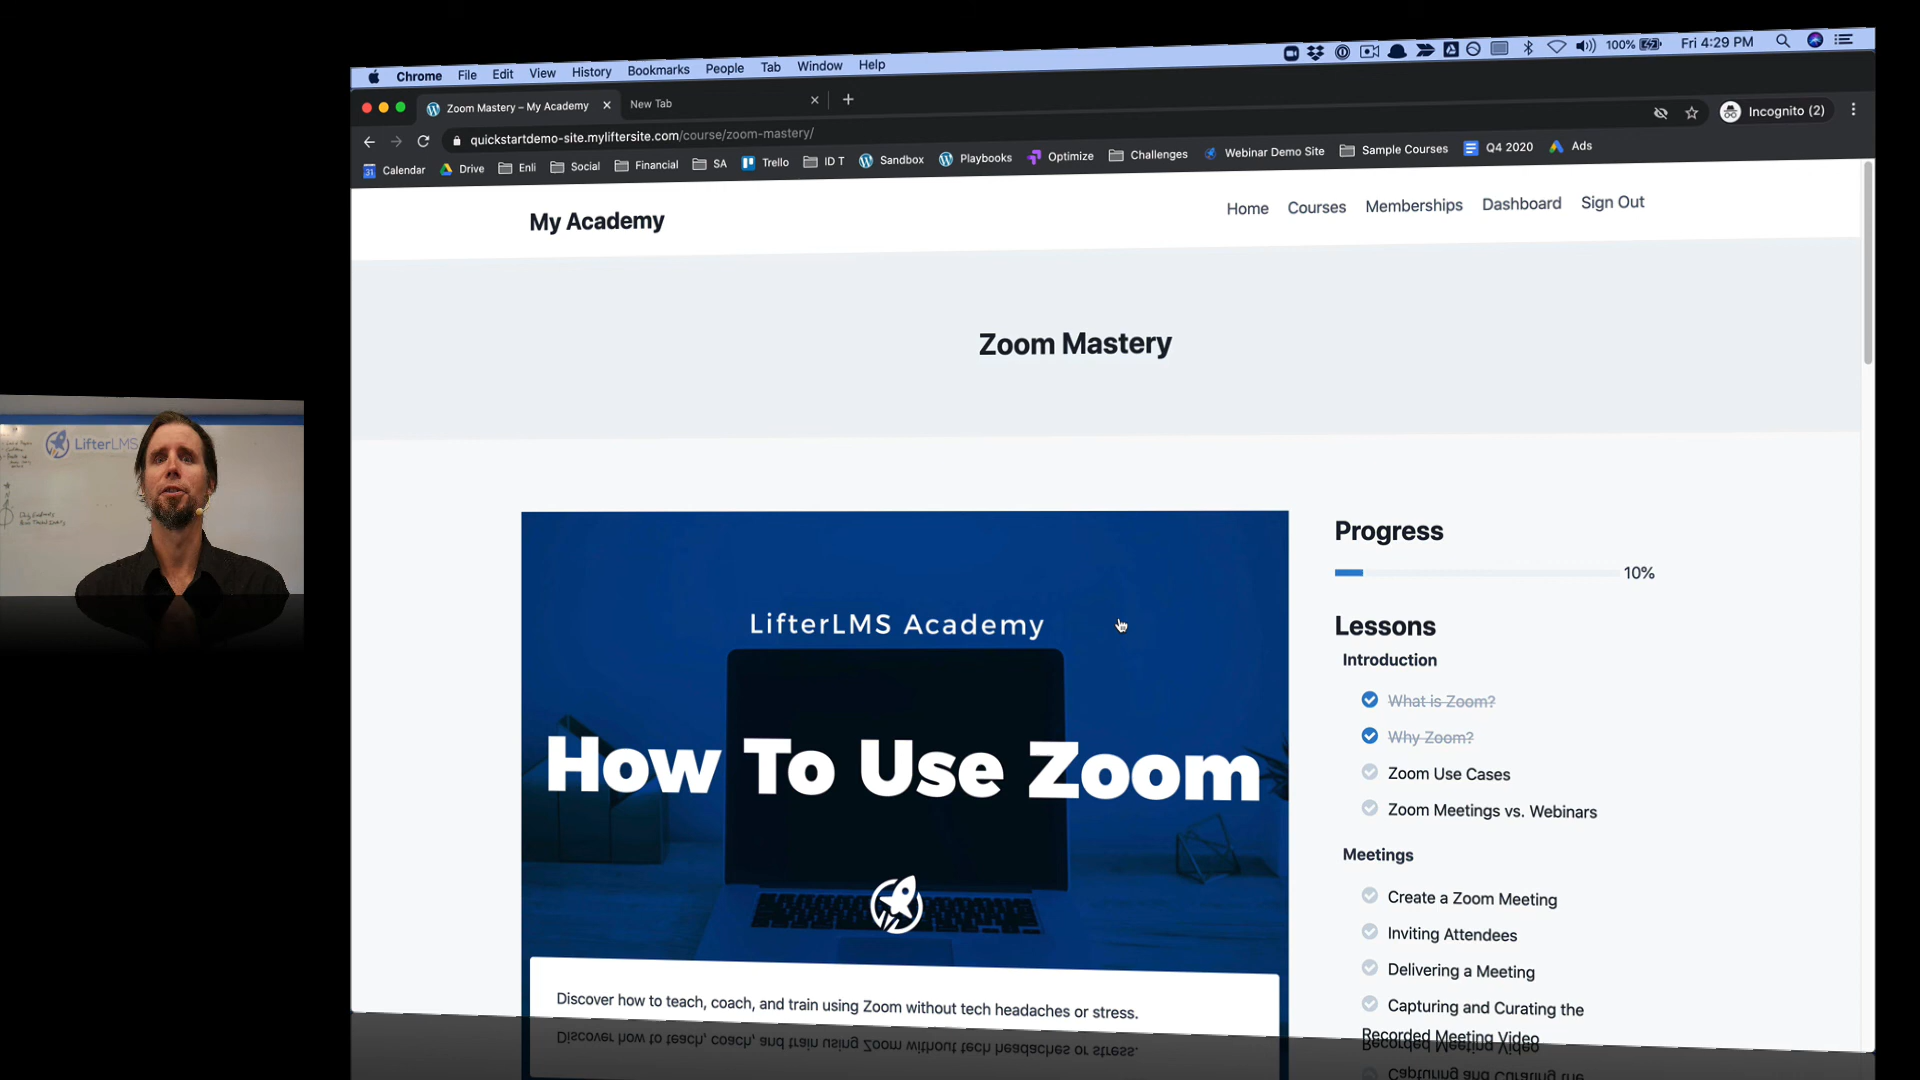 Chrome File Edit View History Bookmarks People Tab Window Help 100% Fri 4:29 PM
Zoom Mastery – My Academy New Tab Incognito (2)
quickstartdemo-site.myliftersite.com/course/zoom-mastery/
31 Calendar Drive Enli Social Financial SA Trello ID T Sandbox Playbooks Optimize Challenges Webinar Demo Site Sample Courses Q4 2020 Ads
My Academy
Home Courses Memberships Dashboard Sign Out
Zoom Mastery
LifterLMS
LifterLMS Academy
How To Use Zoom
Discover how to teach, coach, and train using Zoom without tech headaches or stress.
Progress
10%
Lessons
Introduction
What is Zoom?
Why Zoom?
Zoom Use Cases
Zoom Meetings vs. Webinars
Meetings
Create a Zoom Meeting
Inviting Attendees
Delivering a Meeting
Capturing and Curating the
Recorded Meeting Video